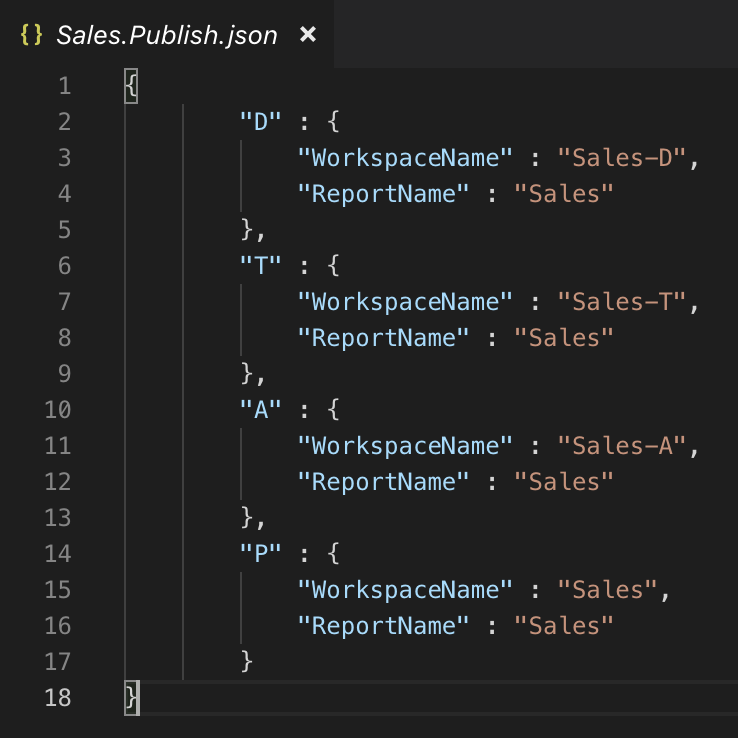 {} Sales.Publish.json ×
1 {
2 "D" : {
3 "WorkspaceName" : "Sales-D",
4 "ReportName" : "Sales"
5 },
6 "T" : {
7 "WorkspaceName" : "Sales-T",
8 "ReportName" : "Sales"
9 },
10 "A" : {
11 "WorkspaceName" : "Sales-A",
12 "ReportName" : "Sales"
13 },
14 "P" : {
15 "WorkspaceName" : "Sales",
16 "ReportName" : "Sales"
17 }
18 }